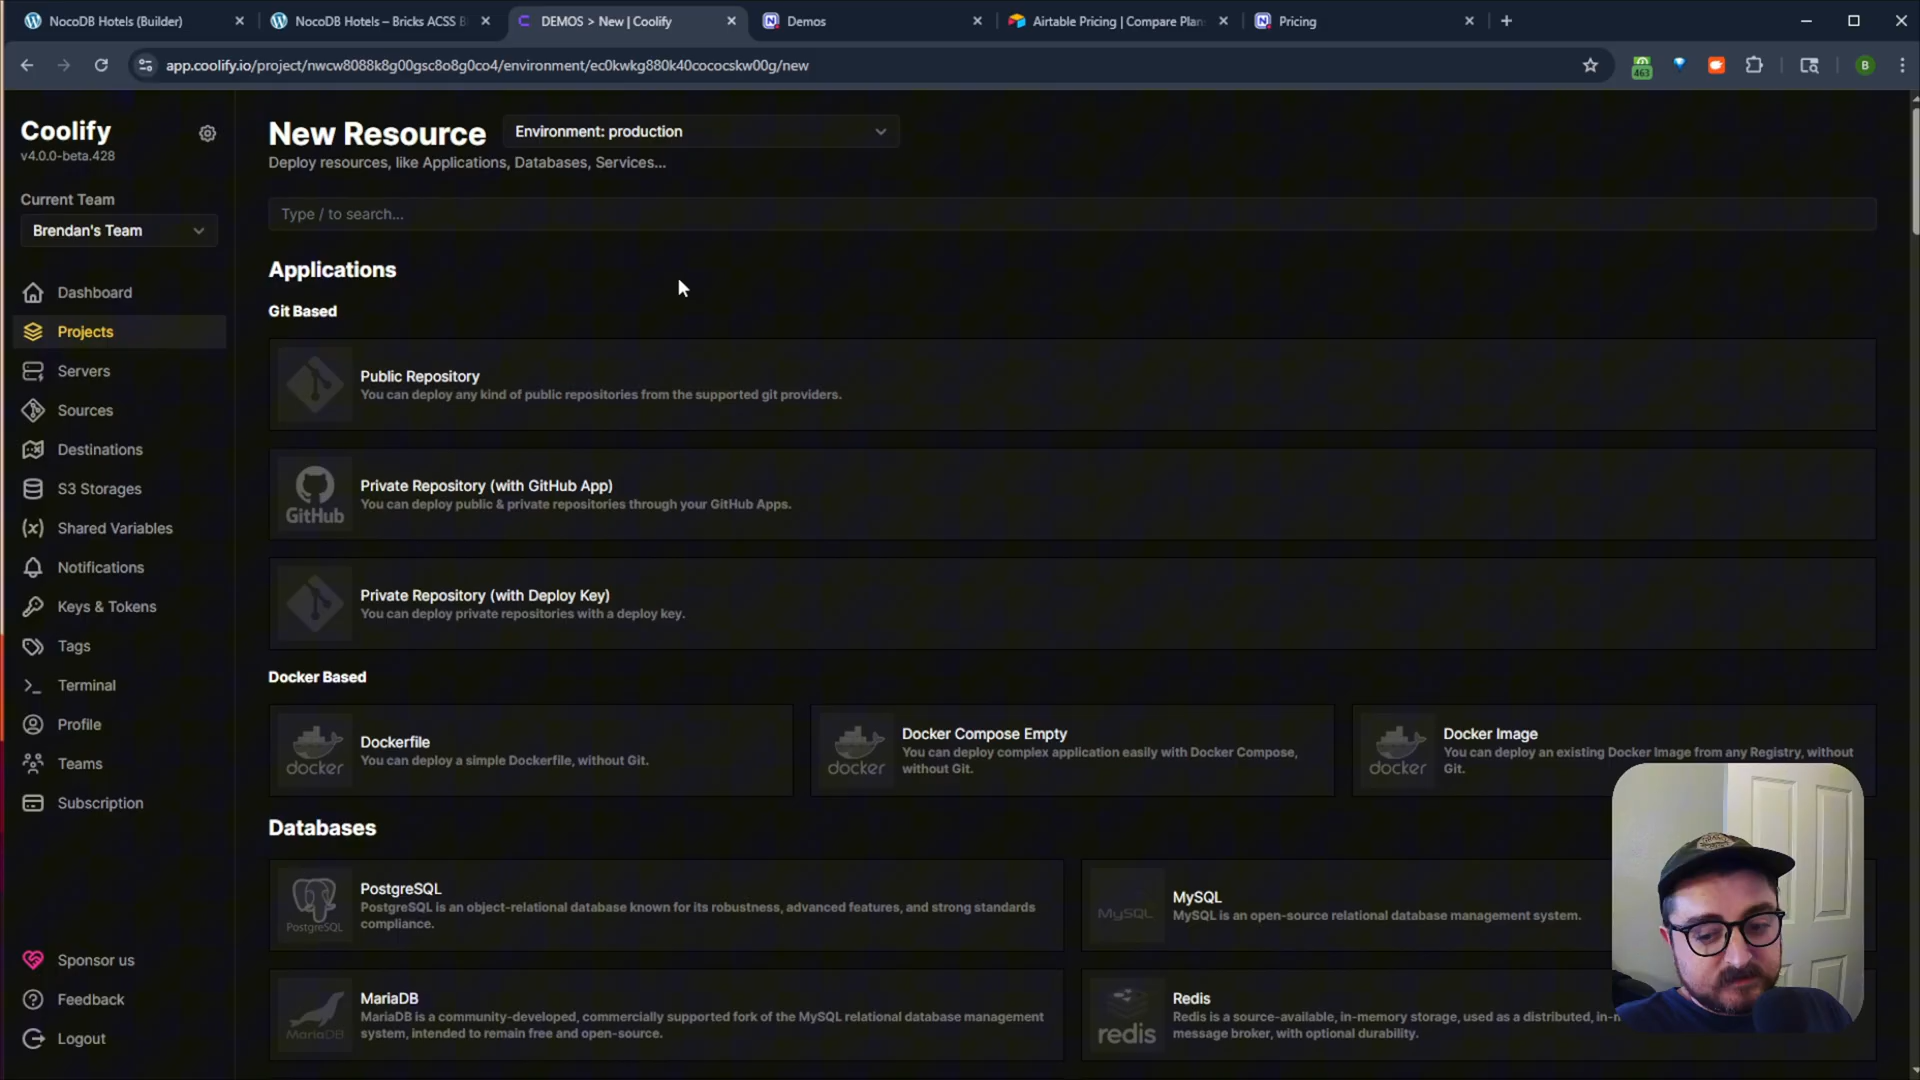 NocoDB Hotels (Builder)
NocoDB Hotels – Bricks ACSS B
DEMOS > New | Coolify
Demos
Airtable Pricing | Compare Plan
Pricing
app.coolify.io/project/nwcw8088k8g00gsc8o8g0co4/environment/ec0kwkg880k40cococskw00g/new
463
B
Coolify
v4.0.0-beta.428
Current Team
Brendan's Team
Dashboard
Projects
Servers
Sources
Destinations
S3 Storages
Shared Variables
Notifications
Keys & Tokens
Tags
Terminal
Profile
Teams
Subscription
Sponsor us
Feedback
Logout
New Resource
Environment: production
Deploy resources, like Applications, Databases, Services...
Type / to search...
Applications
Git Based
Public Repository
You can deploy any kind of public repositories from the supported git providers.
GitHub
Private Repository (with GitHub App)
You can deploy public & private repositories through your GitHub Apps.
Private Repository (with Deploy Key)
You can deploy private repositories with a deploy key.
Docker Based
docker
Dockerfile
You can deploy a simple Dockerfile, without Git.
docker
Docker Compose Empty
You can deploy complex application easily with Docker Compose,
without Git.
docker
Docker Image
You can deploy an existing Docker Image from any Registry, without
Git.
Databases
PostgreSQL
PostgreSQL
PostgreSQL is an object-relational database known for its robustness, advanced features, and strong standards
compliance.
MySQL
MySQL
MySQL is an open-source relational database management system.
MariaDB
MariaDB
MariaDB is a community-developed, commercially supported fork of the MySQL relational database management
system, intended to remain free and open-source.
redis
Redis
Redis is a source-available, in-memory storage, used as a distributed, in-
message broker, with optional durability.